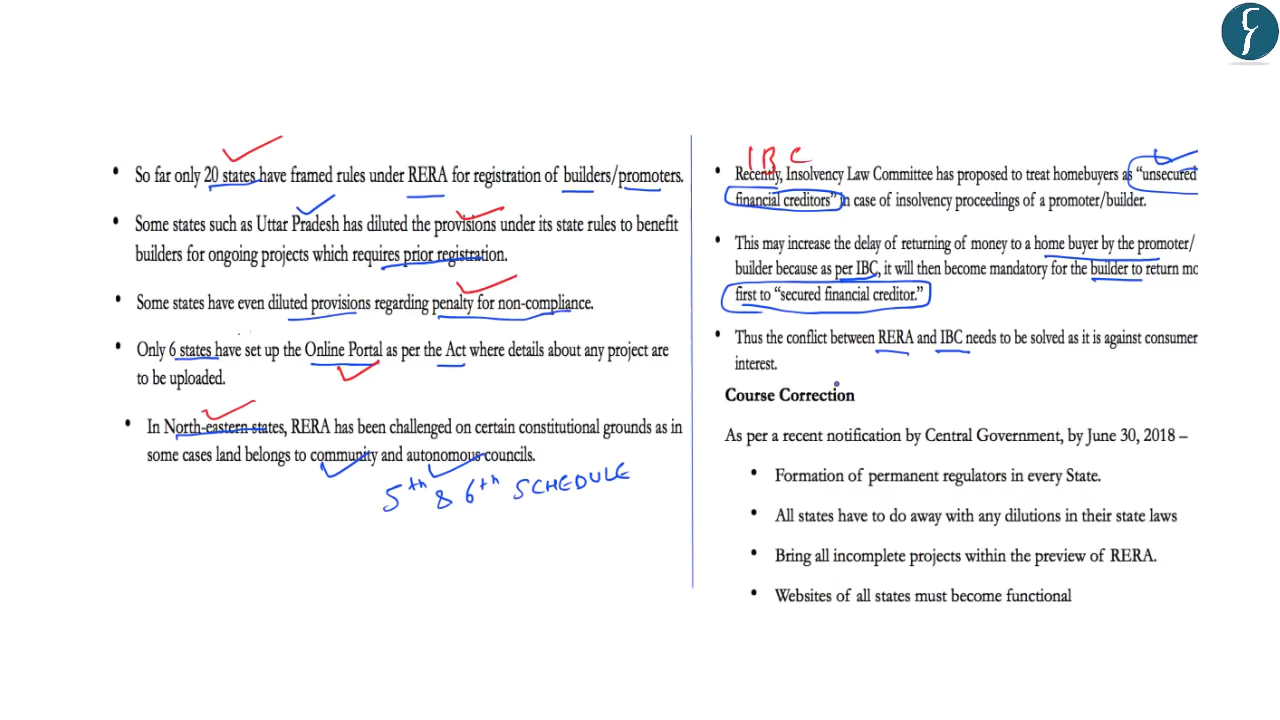 So far only 20 states have framed rules under RERA for registration of builders/promoters.
Some states such as Uttar Pradesh has diluted the provisions under its state rules to benefit
builders for ongoing projects which requires prior registration.
Some states have even diluted provisions regarding penalty for non-compliance.
Only 6 states have set up the Online Portal as per the Act where details about any project are
to be uploaded.
In North-eastern states, RERA has been challenged on certain constitutional grounds as in
some cases land belongs to community and autonomous councils.
5th & 6th SCHEDULE
IBC
Recently, Insolvency Law Committee has proposed to treat homebuyers as “unsecured
financial creditors” in case of insolvency proceedings of a promoter/builder.
This may increase the delay of returning of money to a home buyer by the promoter/
builder because as per IBC, it will then become mandatory for the builder to return mo
first to “secured financial creditor.”
Thus the conflict between RERA and IBC needs to be solved as it is against consumer
interest.
Course Correction
As per a recent notification by Central Government, by June 30, 2018 –
Formation of permanent regulators in every State.
All states have to do away with any dilutions in their state laws
Bring all incomplete projects within the preview of RERA.
Websites of all states must become functional